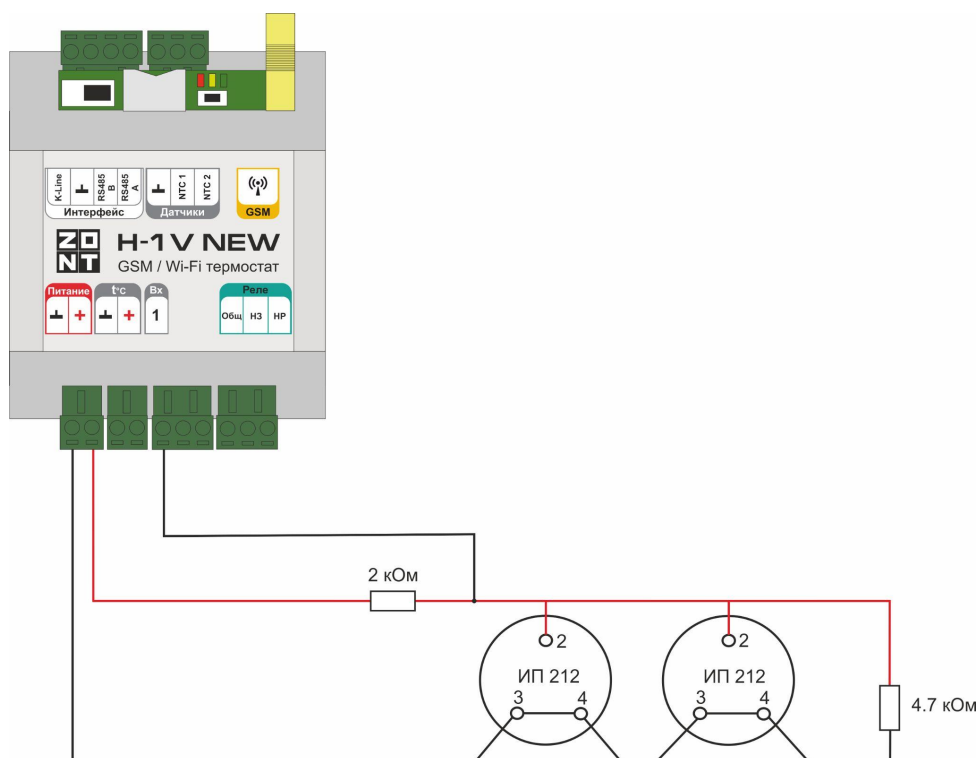 K-Line
RS485 B
RS485 A
NTC 1
NTC 2
Интерфейс
Датчики
GSM
ZONT
H-1V NEW
GSM / Wi-Fi термостат
Питание
t°C
Вх
Реле
+
+
1
Общ
НЗ
НР
2 кОм
2
ИП 212
3
4
2
ИП 212
3
4
4.7 кОм